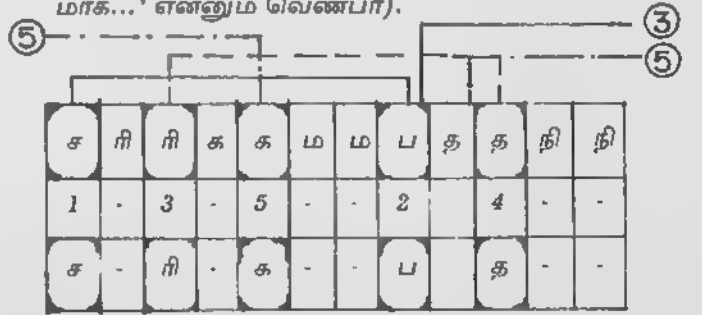 மாக...' என்னும் வெண்பா).
⑤ ③
⑤
ச ரி ரி க க ம ம ப த த நி நி
1 - 3 - 5 - - 2 4 - -
ச - ரி - க - - ப த - -